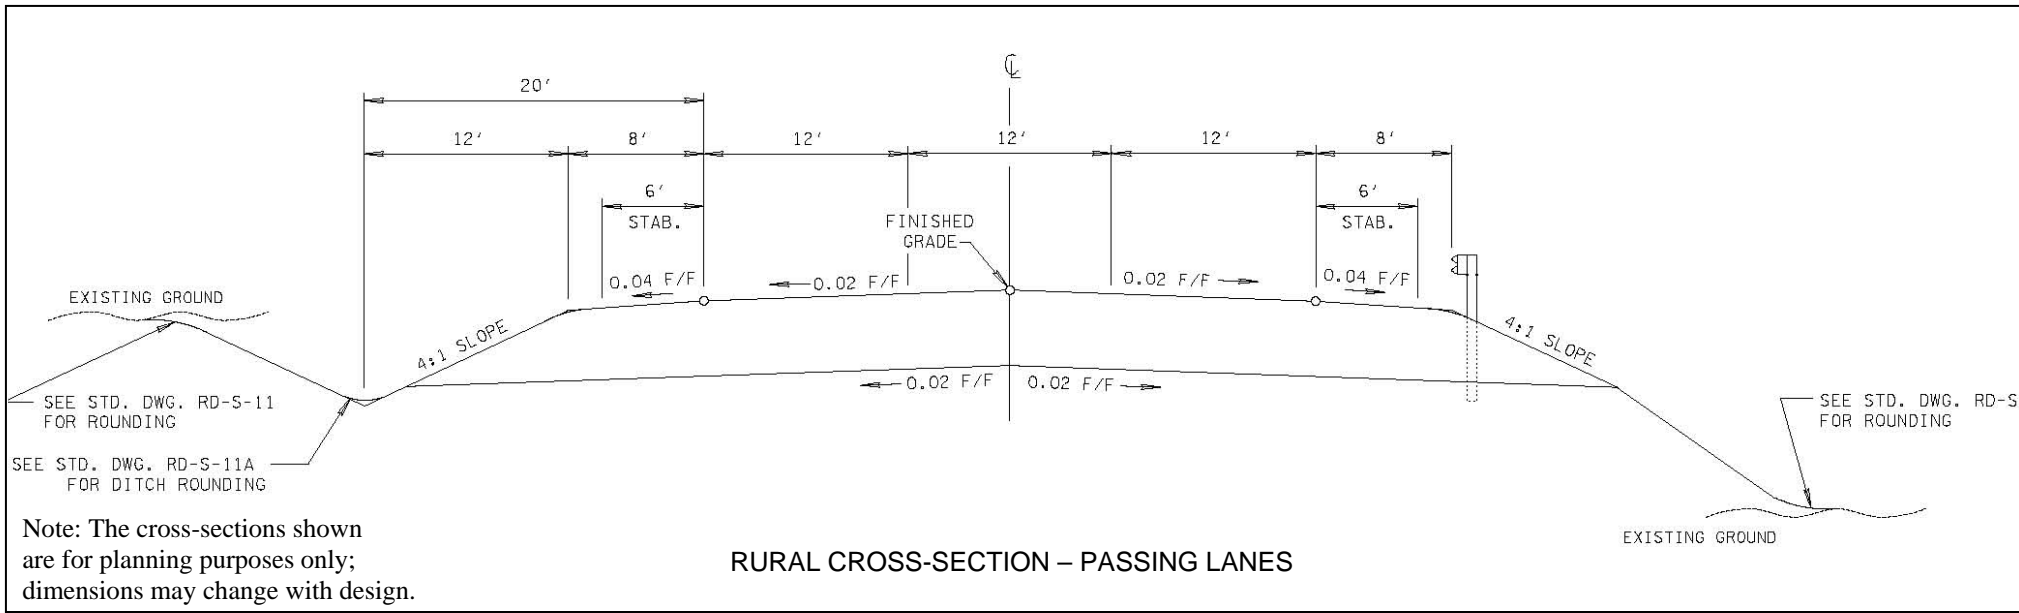 ℄
20'
12' 8' 12' 12' 12' 8'
6'
STAB.
6'
STAB.
FINISHED
GRADE
0.04 F/F
0.02 F/F
0.02 F/F
0.04 F/F
EXISTING GROUND
4:1 SLOPE
4:1 SLOPE
0.02 F/F
0.02 F/F
SEE STD. DWG. RD-S-11
FOR ROUNDING
SEE STD. DWG. RD-S
FOR ROUNDING
SEE STD. DWG. RD-S-11A
FOR DITCH ROUNDING
EXISTING GROUND
Note: The cross-sections shown
are for planning purposes only;
dimensions may change with design.
RURAL CROSS-SECTION – PASSING LANES